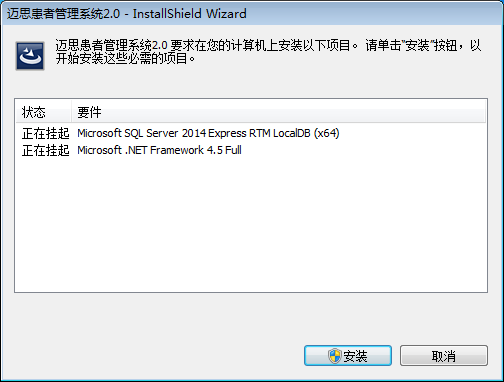 迈思患者管理系统2.0 - InstallShield Wizard
迈思患者管理系统2.0 要求在您的计算机上安装以下项目。 请单击“安装”按钮，以
开始安装这些必需的项目。
状态 要件
正在挂起 Microsoft SQL Server 2014 Express RTM LocalDB (x64)
正在挂起 Microsoft .NET Framework 4.5 Full
安装 取消